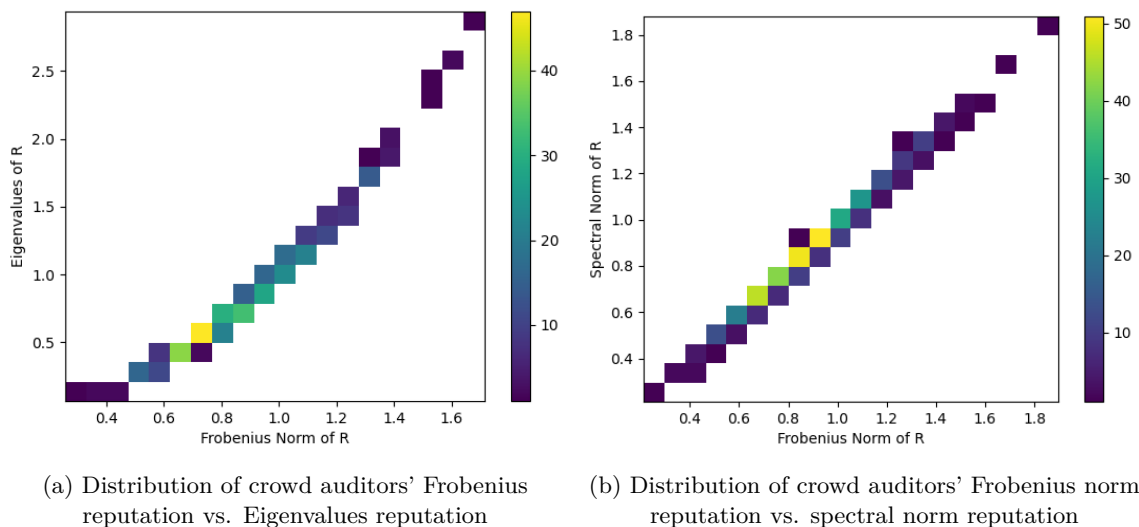 2.5
2.0
1.5
1.0
0.5
Eigenvalues of R
0.4 0.6 0.8 1.0 1.2 1.4 1.6
Frobenius Norm of R
40
30
20
10
(a) Distribution of crowd auditors' Frobenius
reputation vs. Eigenvalues reputation
1.8
1.6
1.4
1.2
1.0
0.8
0.6
0.4
Spectral Norm of R
0.4 0.6 0.8 1.0 1.2 1.4 1.6 1.8
Frobenius Norm of R
50
40
30
20
10
(b) Distribution of crowd auditors' Frobenius norm
reputation vs. spectral norm reputation